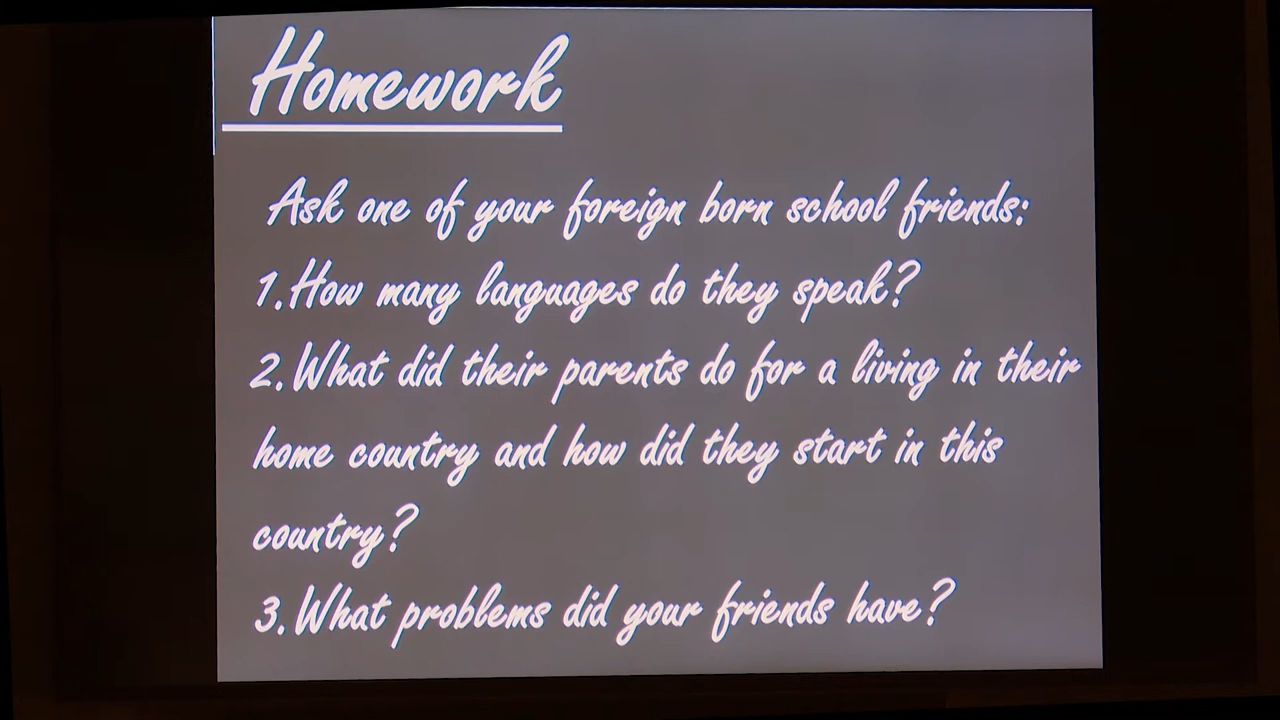 Homework
Ask one of your foreign born school friends:
1.How many languages do they speak?
2.What did their parents do for a living in their
home country and how did they start in this
country?
3.What problems did your friends have?